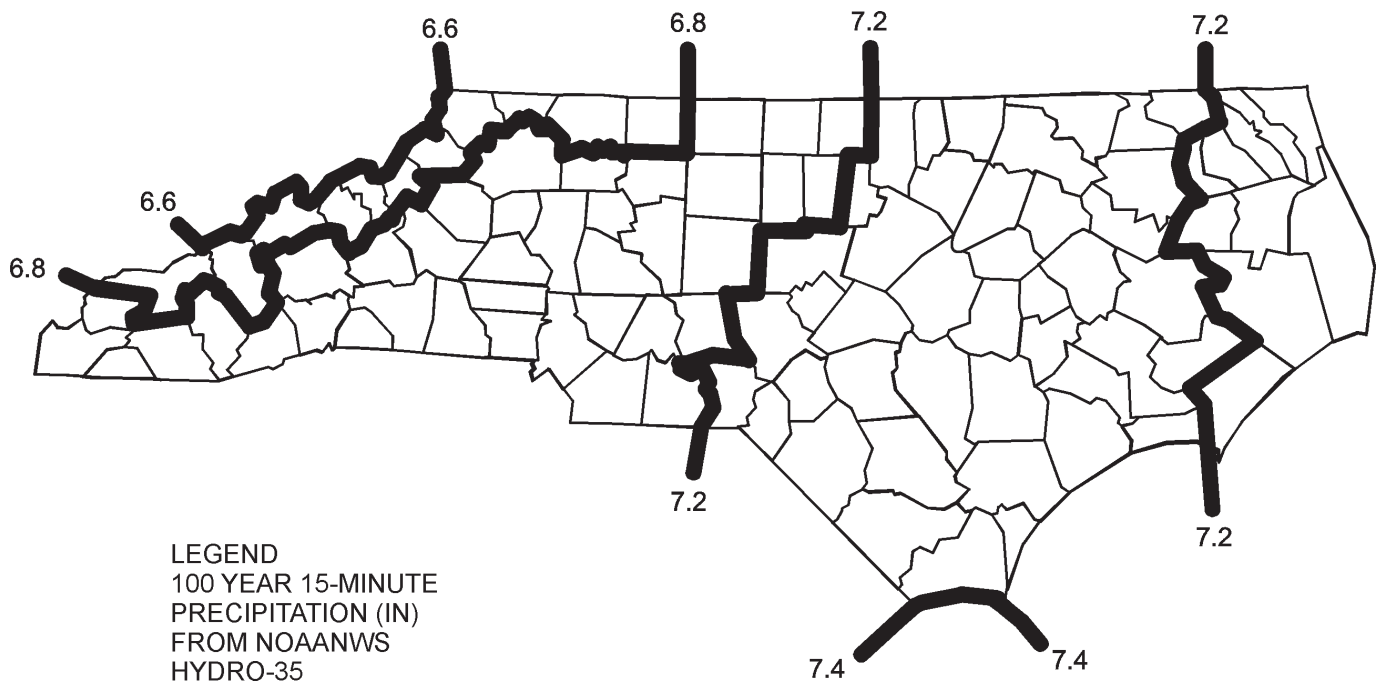 6.6
6.8
7.2
7.2
6.6
6.8
7.2
7.2
7.4
7.4
LEGEND
100 YEAR 15-MINUTE
PRECIPITATION (IN)
FROM NOAANWS
HYDRO-35